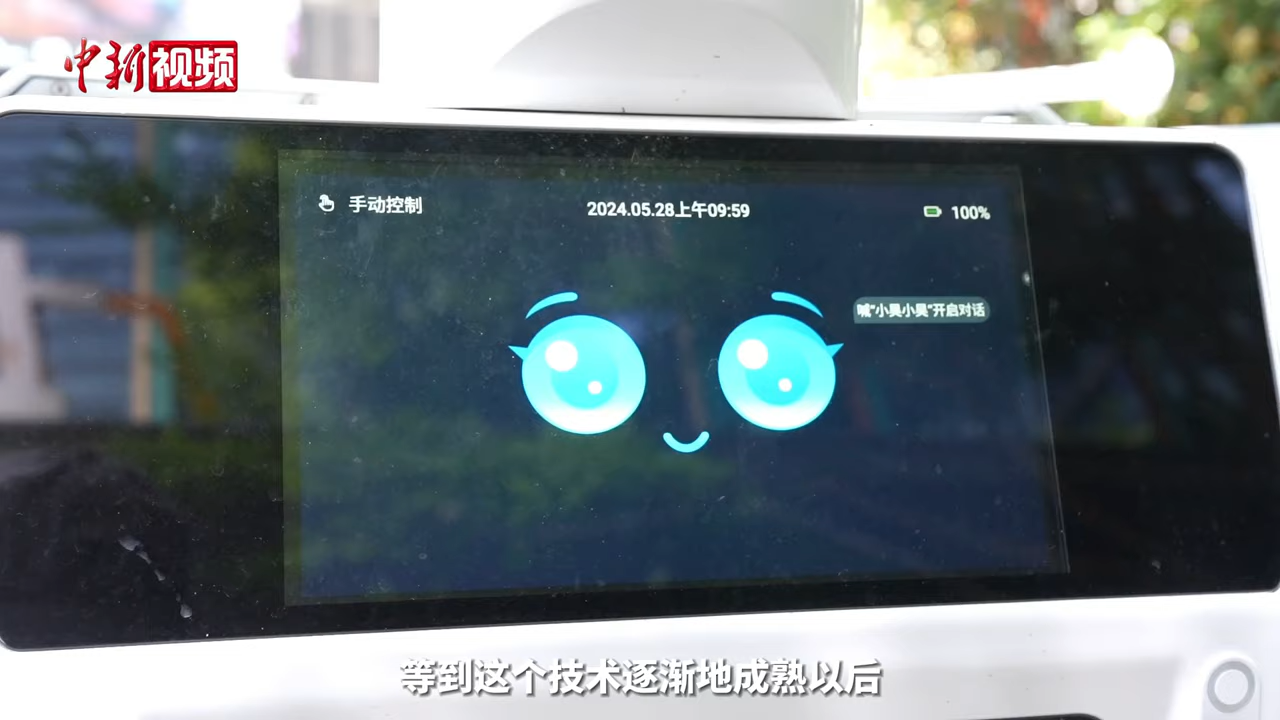 中新视频
手动控制
2024.05.28上午09:59
100%
喊"小昊小昊"开启对话
等到这个技术逐渐地成熟以后